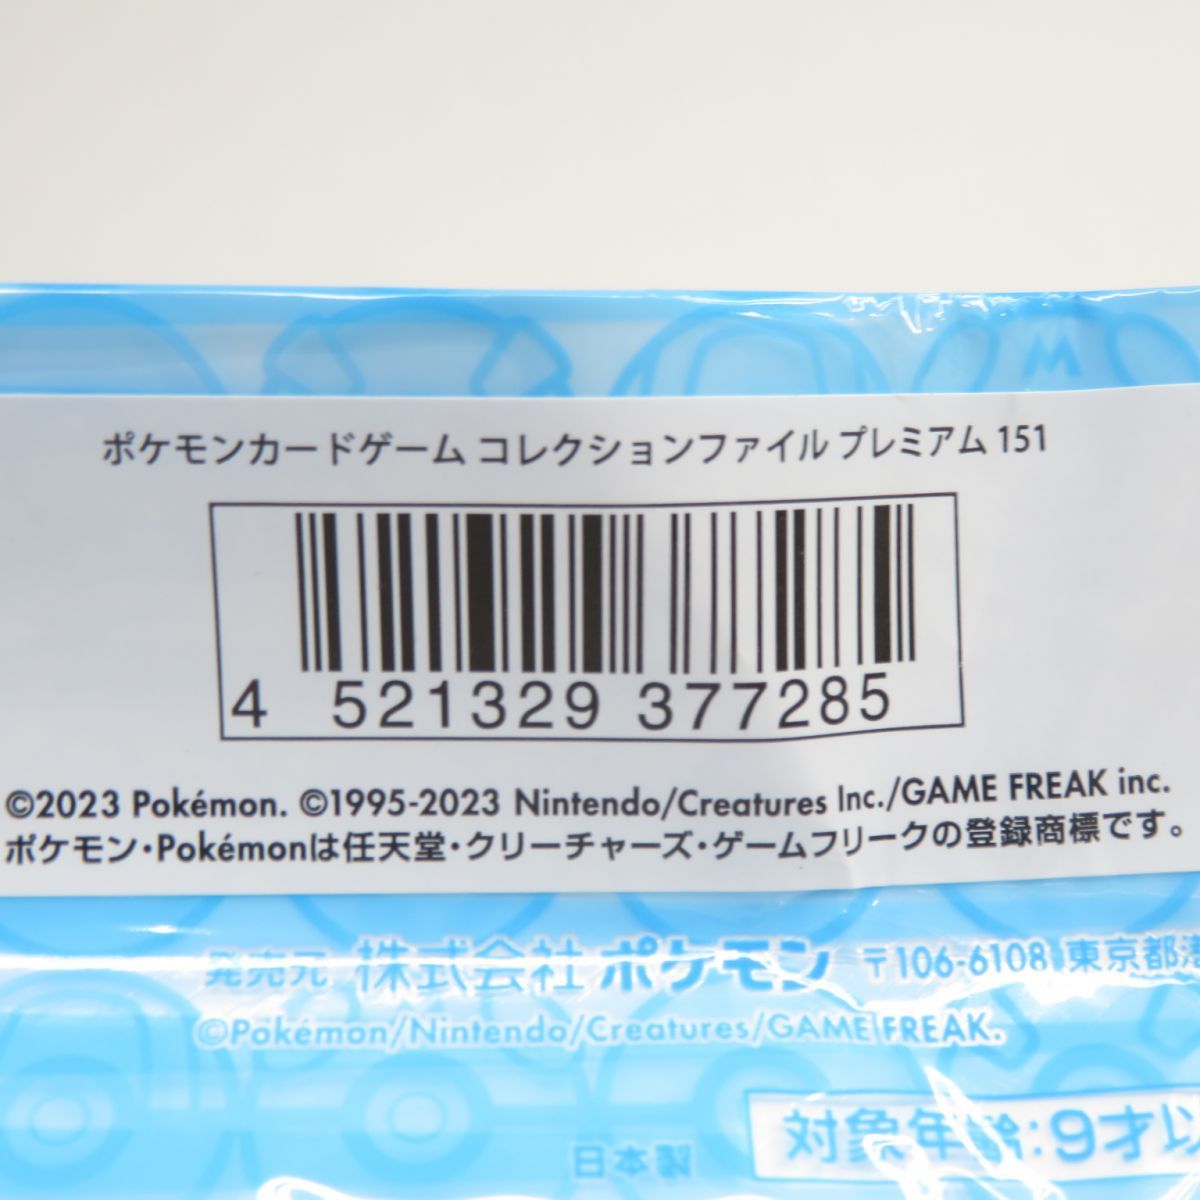 ポケモンカードゲーム コレクションファイル プレミアム 151
4 521329 377285
©2023 Pokémon. ©1995-2023 Nintendo/Creatures Inc./GAME FREAK inc.
ポケモン・Pokémonは任天堂・クリーチャーズ・ゲームフリークの登録商標です。
発売元 株式会社ポケモン 〒106-6108 東京都港
©Pokémon/Nintendo/Creatures/GAME FREAK.
対象年齢:9才以
日本製